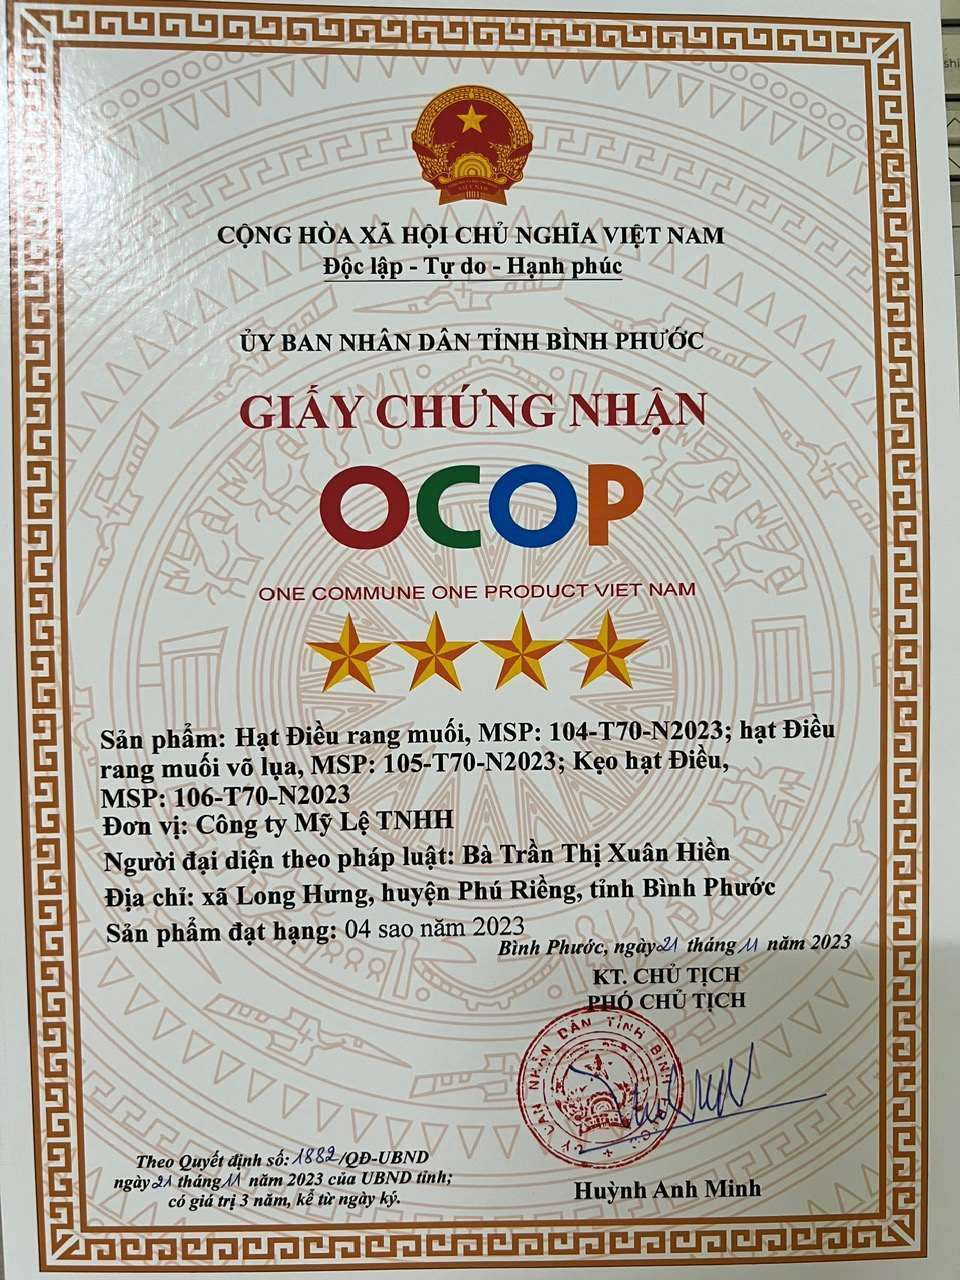 CỘNG HÒA XÃ HỘI CHỦ NGHĨA VIỆT NAM
Độc lập - Tự do - Hạnh phúc
ỦY BAN NHÂN DÂN TỈNH BÌNH PHƯỚC
GIẤY CHỨNG NHẬN
OCOP
ONE COMMUNE ONE PRODUCT VIET NAM
Sản phẩm: Hạt Điều rang muối, MSP: 104-T70-N2023; hạt Điều
rang muối võ lụa, MSP: 105-T70-N2023; Kẹo hạt Điều,
MSP: 106-T70-N2023
Đơn vị: Công ty Mỹ Lệ TNHH
Người đại diện theo pháp luật: Bà Trần Thị Xuân Hiền
Địa chỉ: xã Long Hưng, huyện Phú Riềng, tỉnh Bình Phước
Sản phẩm đạt hạng: 04 sao năm 2023
Bình Phước, ngày 21 tháng 11 năm 2023
KT. CHỦ TỊCH
PHÓ CHỦ TỊCH
Theo Quyết định số: 1882/QĐ-UBND
ngày 21 tháng 11 năm 2023 của UBND tỉnh;
có giá trị 3 năm, kể từ ngày ký.
Huỳnh Anh Minh